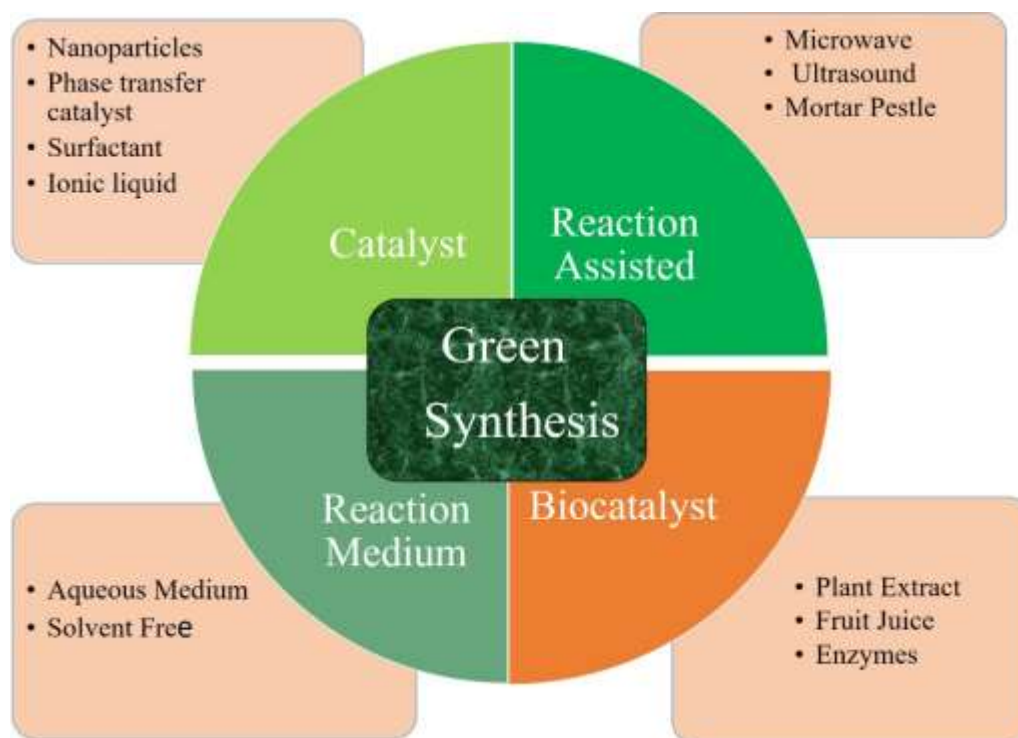 • Nanoparticles
• Phase transfer
catalyst
• Surfactant
• Ionic liquid
• Microwave
• Ultrasound
• Mortar Pestle
Catalyst
Reaction
Assisted
Green
Synthesis
Reaction
Medium
Biocatalyst
• Aqueous Medium
• Solvent Free
• Plant Extract
• Fruit Juice
• Enzymes